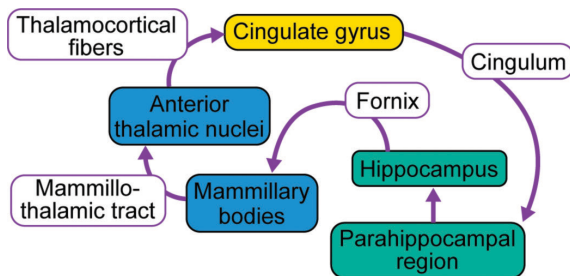 Thalamocortical
fibers
Cingulate gyrus
Cingulum
Anterior
thalamic nuclei
Fornix
Hippocampus
Mammillo-
thalamic tract
Mammillary
bodies
Parahippocampal
region